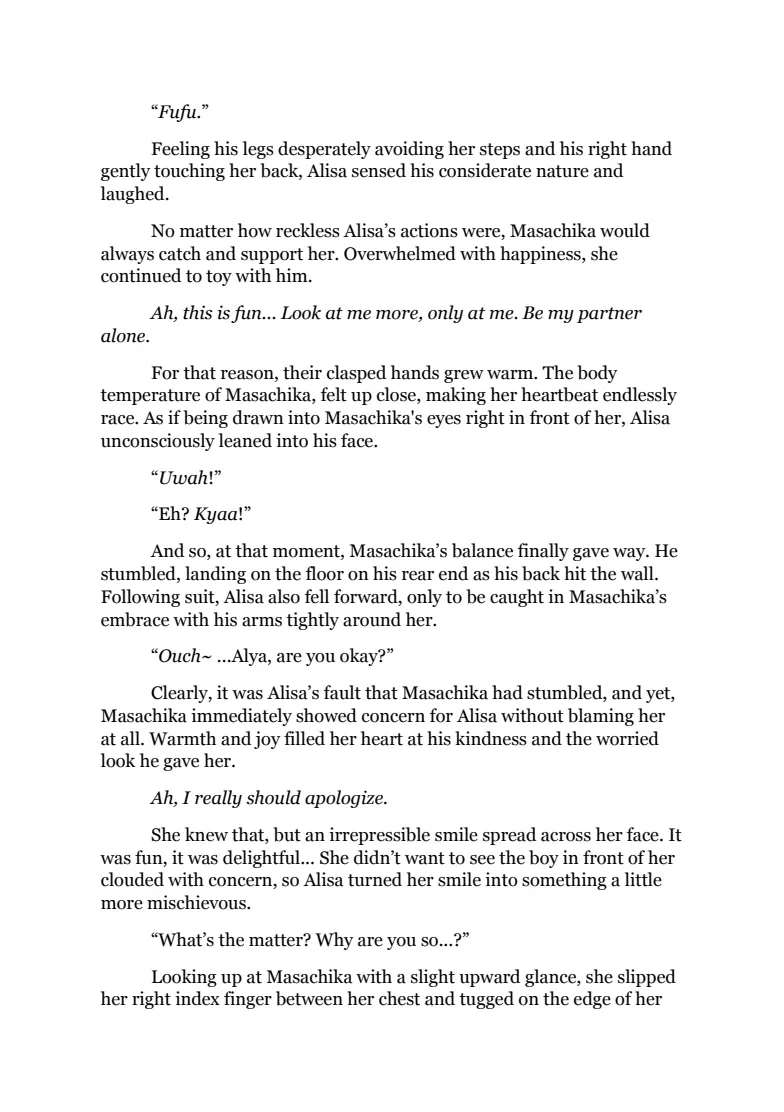 “Fufu.”
Feeling his legs desperately avoiding her steps and his right hand
gently touching her back, Alisa sensed his considerate nature and
laughed.
No matter how reckless Alisa’s actions were, Masachika would
always catch and support her. Overwhelmed with happiness, she
continued to toy with him.
Ah, this is fun... Look at me more, only at me. Be my partner
alone.
For that reason, their clasped hands grew warm. The body
temperature of Masachika, felt up close, making her heartbeat endlessly
race. As if being drawn into Masachika's eyes right in front of her, Alisa
unconsciously leaned into his face.
“Uwah!”
“Eh? Kyaa!”
And so, at that moment, Masachika’s balance finally gave way. He
stumbled, landing on the floor on his rear end as his back hit the wall.
Following suit, Alisa also fell forward, only to be caught in Masachika’s
embrace with his arms tightly around her.
“Ouch~ ...Alya, are you okay?”
Clearly, it was Alisa’s fault that Masachika had stumbled, and yet,
Masachika immediately showed concern for Alisa without blaming her
at all. Warmth and joy filled her heart at his kindness and the worried
look he gave her.
Ah, I really should apologize.
She knew that, but an irrepressible smile spread across her face. It
was fun, it was delightful... She didn’t want to see the boy in front of her
clouded with concern, so Alisa turned her smile into something a little
more mischievous.
“What’s the matter? Why are you so...?”
Looking up at Masachika with a slight upward glance, she slipped
her right index finger between her chest and tugged on the edge of her